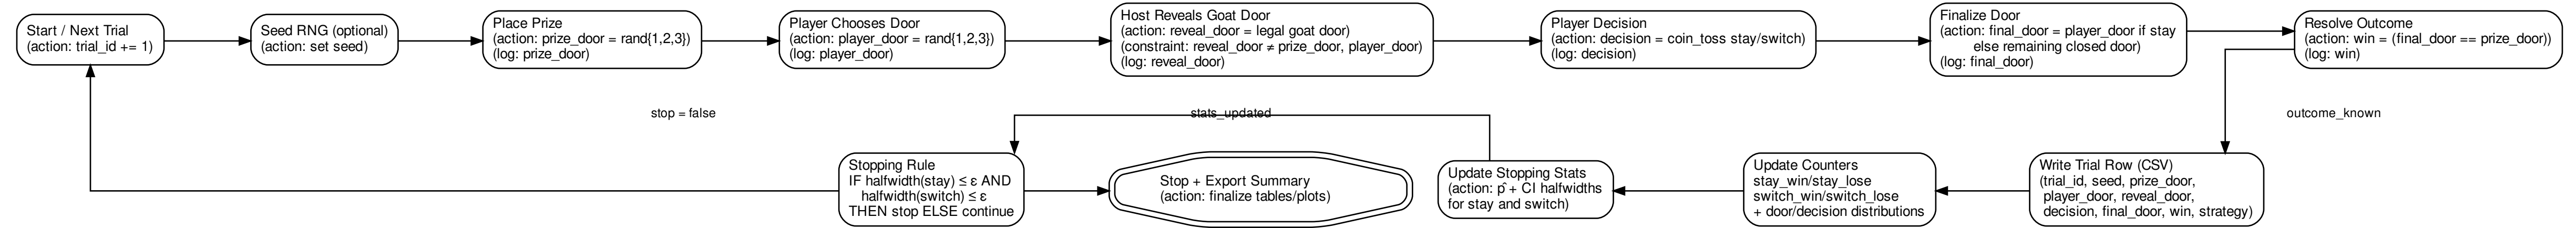 Start / Next Trial
(action: trial_id += 1)
Seed RNG (optional)
(action: set seed)
Place Prize
(action: prize_door = rand{1,2,3})
(log: prize_door)
Player Chooses Door
(action: player_door = rand{1,2,3})
(log: player_door)
Host Reveals Goat Door
(action: reveal_door = legal goat door)
(constraint: reveal_door ≠ prize_door, player_door)
(log: reveal_door)
Player Decision
(action: decision = coin_toss stay/switch)
(log: decision)
Finalize Door
(action: final_door = player_door if stay
else remaining closed door)
(log: final_door)
Resolve Outcome
(action: win = (final_door == prize_door))
(log: win)
stop = false
stats_updated
outcome_known
Stopping Rule
IF halfwidth(stay) ≤ ε AND
halfwidth(switch) ≤ ε
THEN stop ELSE continue
Stop + Export Summary
(action: finalize tables/plots)
Update Stopping Stats
(action: p̂ + CI halfwidths
for stay and switch)
Update Counters
stay_win/stay_lose
switch_win/switch_lose
+ door/decision distributions
Write Trial Row (CSV)
(trial_id, seed, prize_door,
player_door, reveal_door,
decision, final_door, win, strategy)